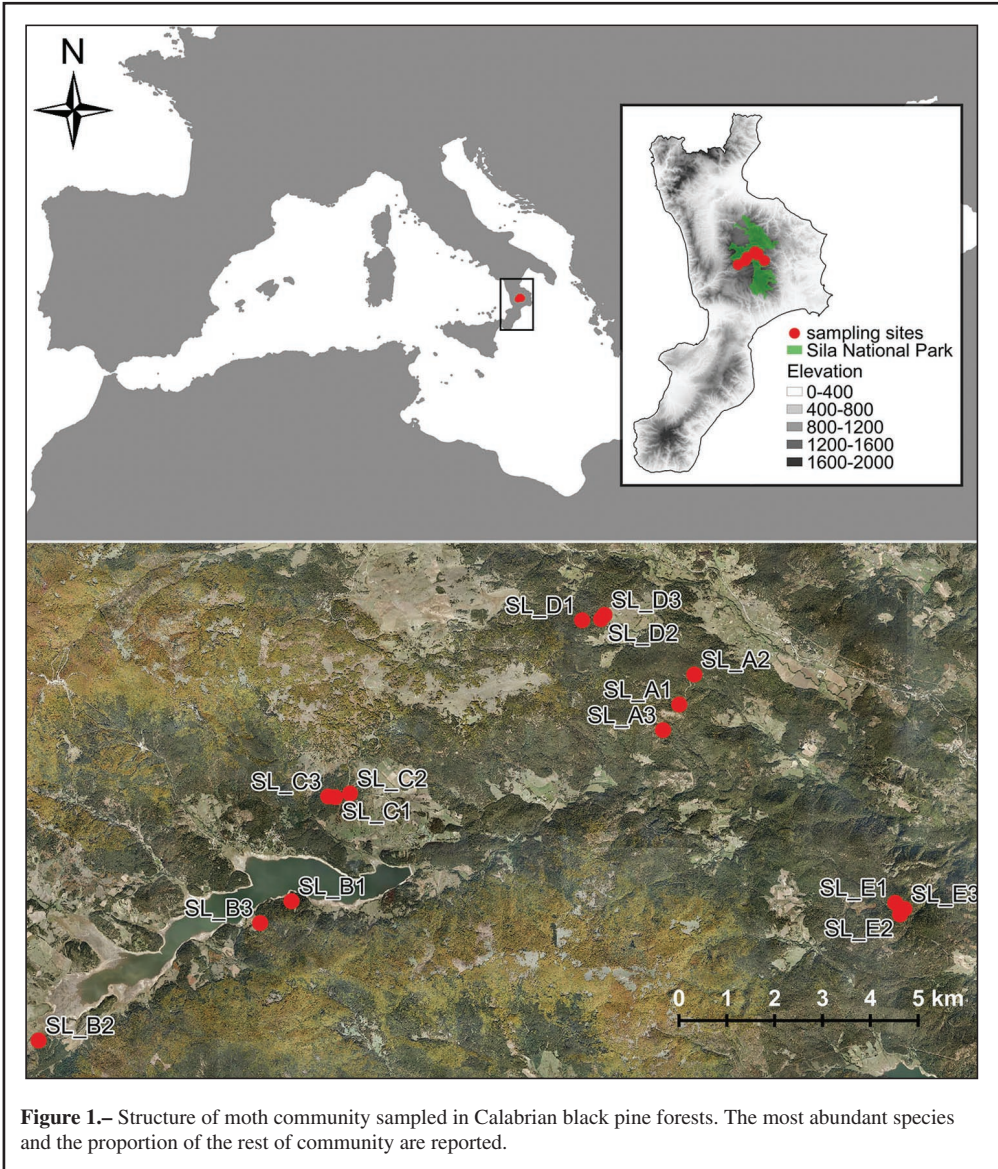 N
sampling sites
Sila National Park
Elevation
0-400
400-800
800-1200
1200-1600
1600-2000
SL_D1
SL_D3
SL_D2
SL_A2
SL_A1
SL_A3
SL_C3
SL_C2
SL_C1
SL_B1
SL_B3
SL_E1
SL_E3
SL_E2
SL_B2
0 1 2 3 4 5 km
Figure 1.– Structure of moth community sampled in Calabrian black pine forests. The most abundant species
and the proportion of the rest of community are reported.